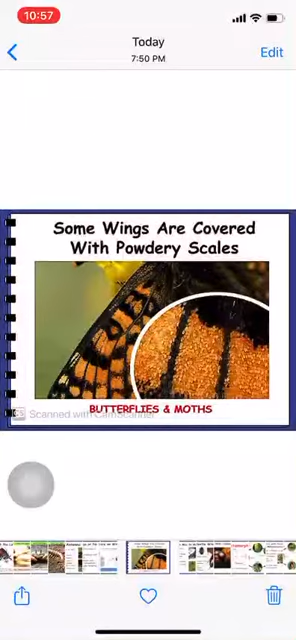 10:57
Today
7:50 PM
Edit
Some Wings Are Covered
With Powdery Scales
CS Scanned with CamScanner
BUTTERFLIES & MOTHS